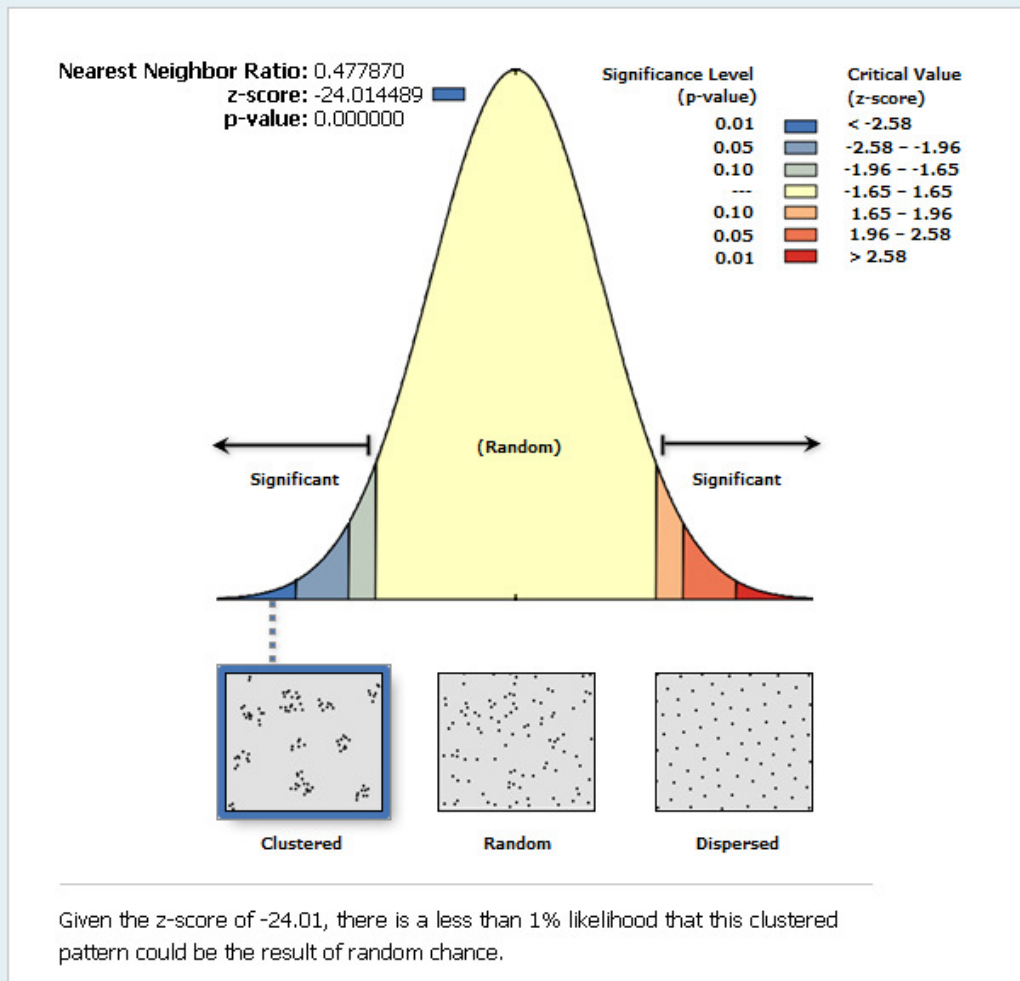 Nearest Neighbor Ratio: 0.477870
z-score: -24.014489
p-value: 0.000000
Significance Level
(p-value)
Critical Value
(z-score)
0.01 < -2.58
0.05 -2.58 – -1.96
0.10 -1.96 – -1.65
--- -1.65 – 1.65
0.10 1.65 – 1.96
0.05 1.96 – 2.58
0.01 > 2.58
(Random)
Significant
Significant
Clustered
Random
Dispersed
Given the z-score of -24.01, there is a less than 1% likelihood that this clustered
pattern could be the result of random chance.